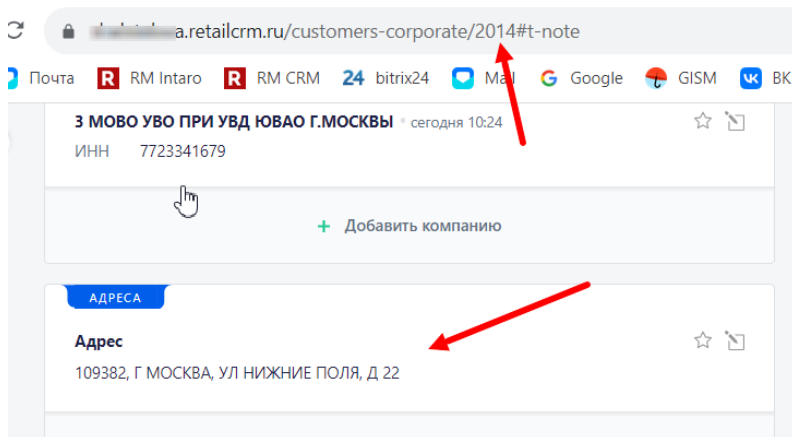 a.retailcrm.ru/customers-corporate/2014#t-note
Почта R RM Intaro R RM CRM 24 bitrix24 Mail G Google GISM ВК
3 МОВО УВО ПРИ УВД ЮВАО Г.МОСКВЫ • сегодня 10:24
ИНН 7723341679
+ Добавить компанию
АДРЕСА
Адрес
109382, Г МОСКВА, УЛ НИЖНИЕ ПОЛЯ, Д 22